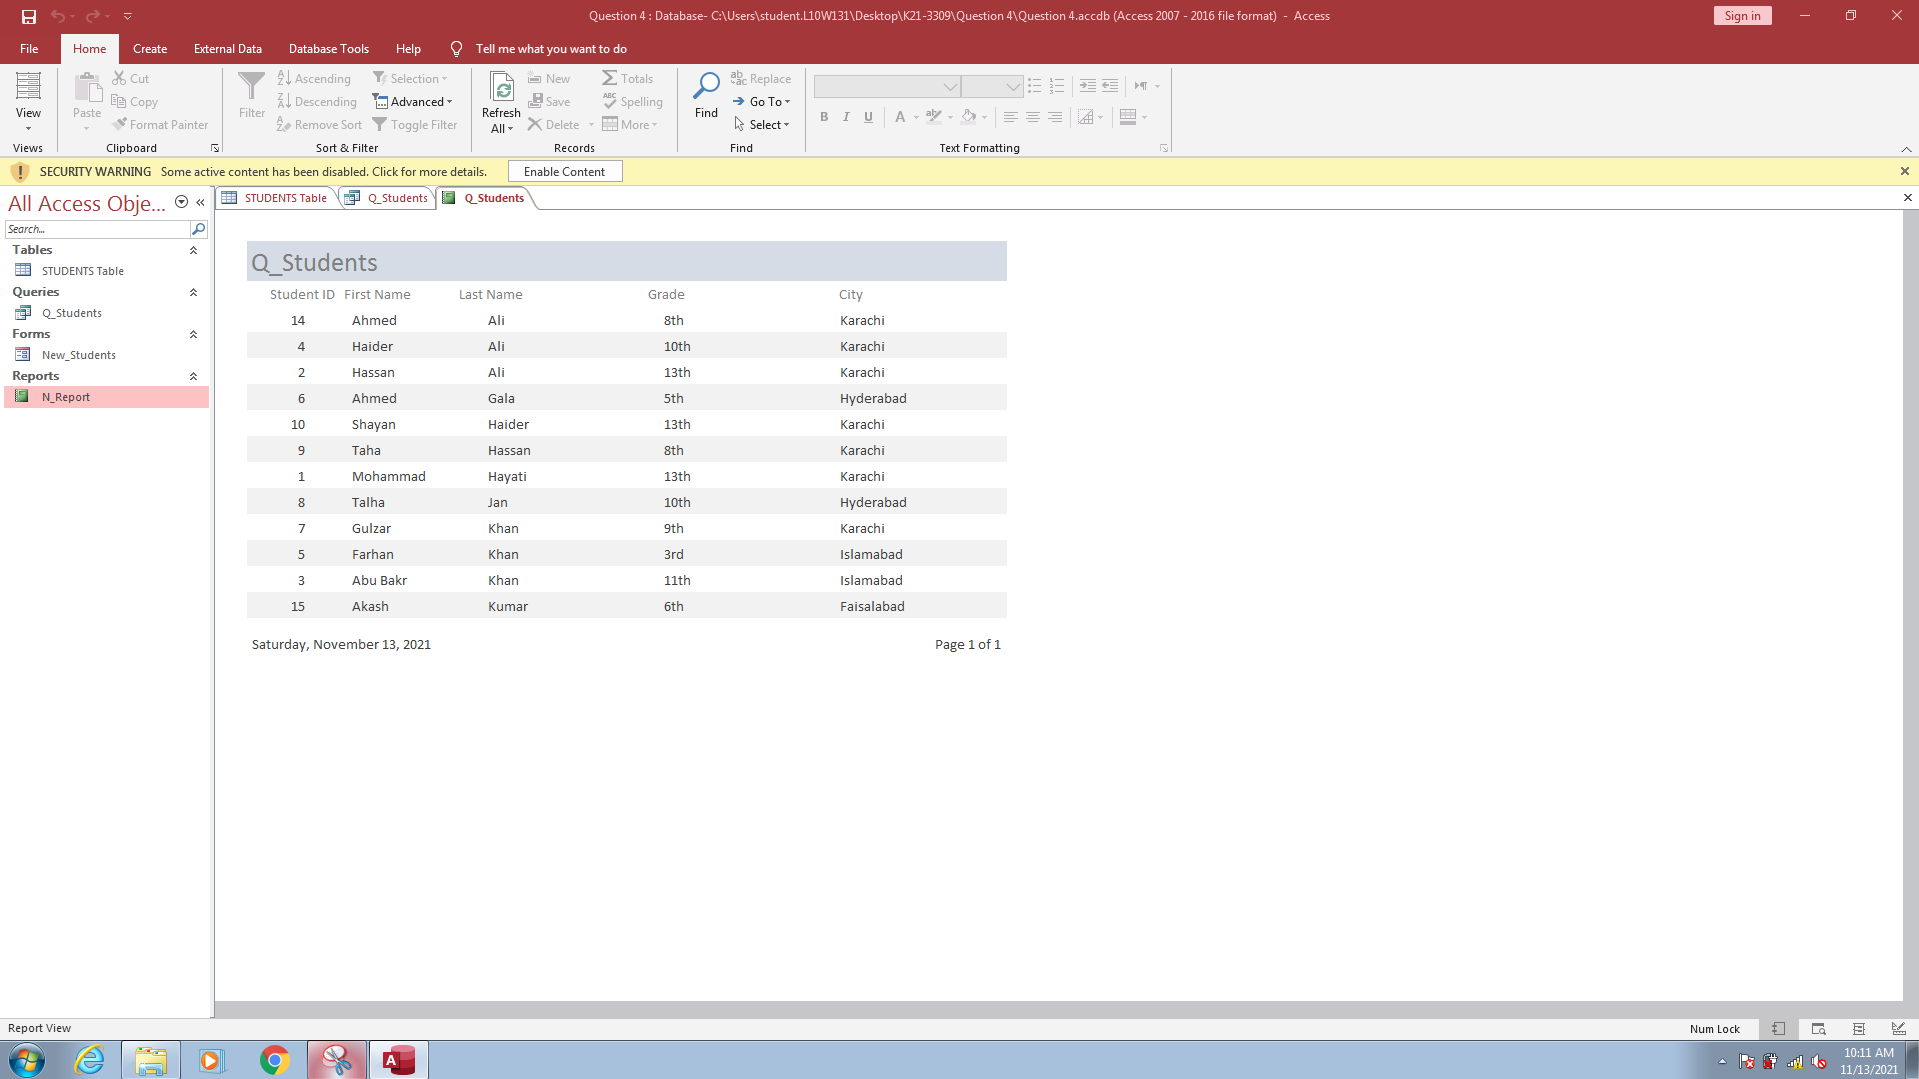 Question 4 : Database- C:\Users\student.L10W131\Desktop\K21-3309\Question 4\Question 4.accdb (Access 2007 - 2016 file format) - Access
Sign in
File Home Create External Data Database Tools Help Tell me what you want to do
View
Views
Paste
Cut
Copy
Format Painter
Clipboard
Filter
Ascending
Descending
Remove Sort
Selection
Advanced
Toggle Filter
Sort & Filter
Refresh
All
New
Save
Delete
Totals
Spelling
More
Records
Find
Replace
Go To
Select
Find
B I U A
Text Formatting
SECURITY WARNING Some active content has been disabled. Click for more details. Enable Content
All Access Obje...
Search...
Tables
STUDENTS Table
Queries
Q_Students
Forms
New_Students
Reports
N_Report
STUDENTS Table Q_Students Q_Students
Q_Students
Student ID First Name Last Name Grade City
14 Ahmed Ali 8th Karachi
4 Haider Ali 10th Karachi
2 Hassan Ali 13th Karachi
6 Ahmed Gala 5th Hyderabad
10 Shayan Haider 13th Karachi
9 Taha Hassan 8th Karachi
1 Mohammad Hayati 13th Karachi
8 Talha Jan 10th Hyderabad
7 Gulzar Khan 9th Karachi
5 Farhan Khan 3rd Islamabad
3 Abu Bakr Khan 11th Islamabad
15 Akash Kumar 6th Faisalabad
Saturday, November 13, 2021 Page 1 of 1
Report View Num Lock
10:11 AM
11/13/2021